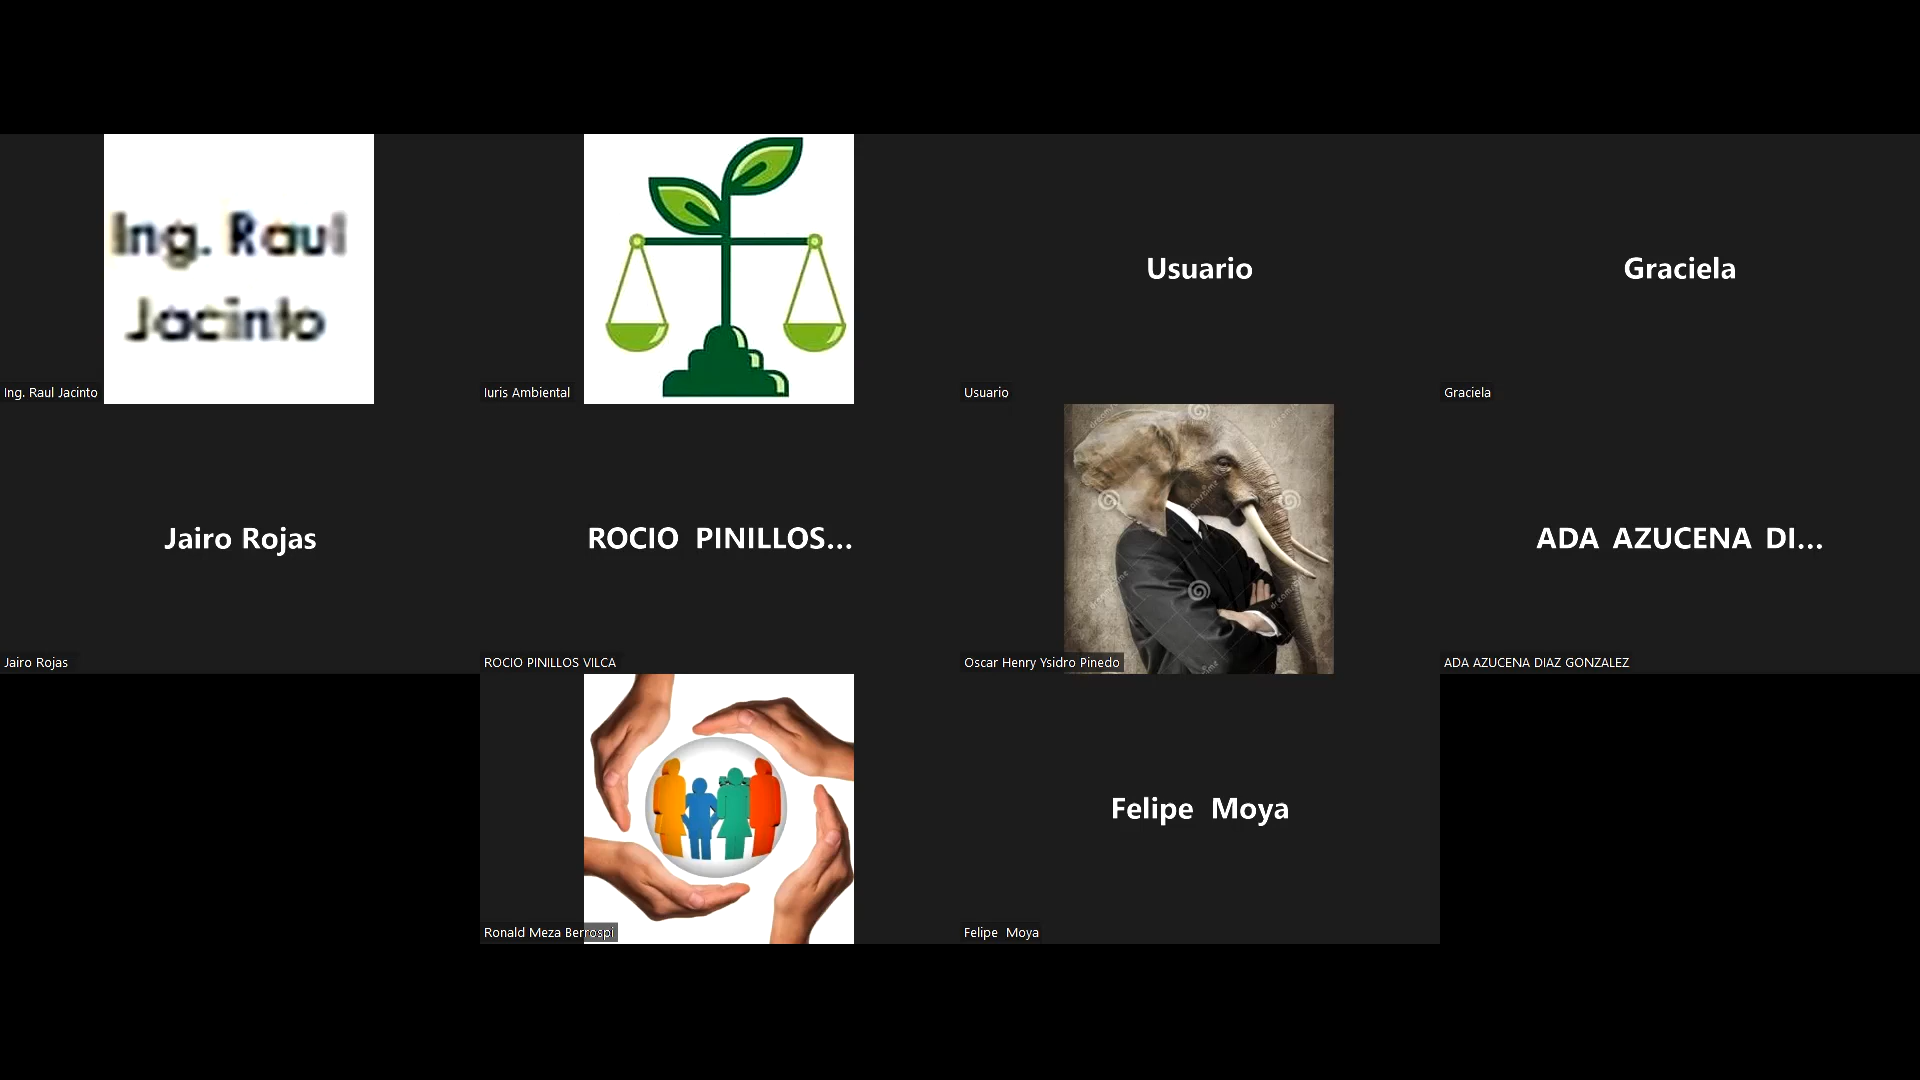 Ing. Raul
Jacinto
Ing. Raul Jacinto
Iuris Ambiental
Usuario
Usuario
Graciela
Graciela
Jairo Rojas
Jairo Rojas
ROCIO PINILLOS...
ROCIO PINILLOS VILCA
Oscar Henry Ysidro Pinedo
ADA AZUCENA DI...
ADA AZUCENA DIAZ GONZALEZ
Ronald Meza Berrospi
Felipe Moya
Felipe Moya